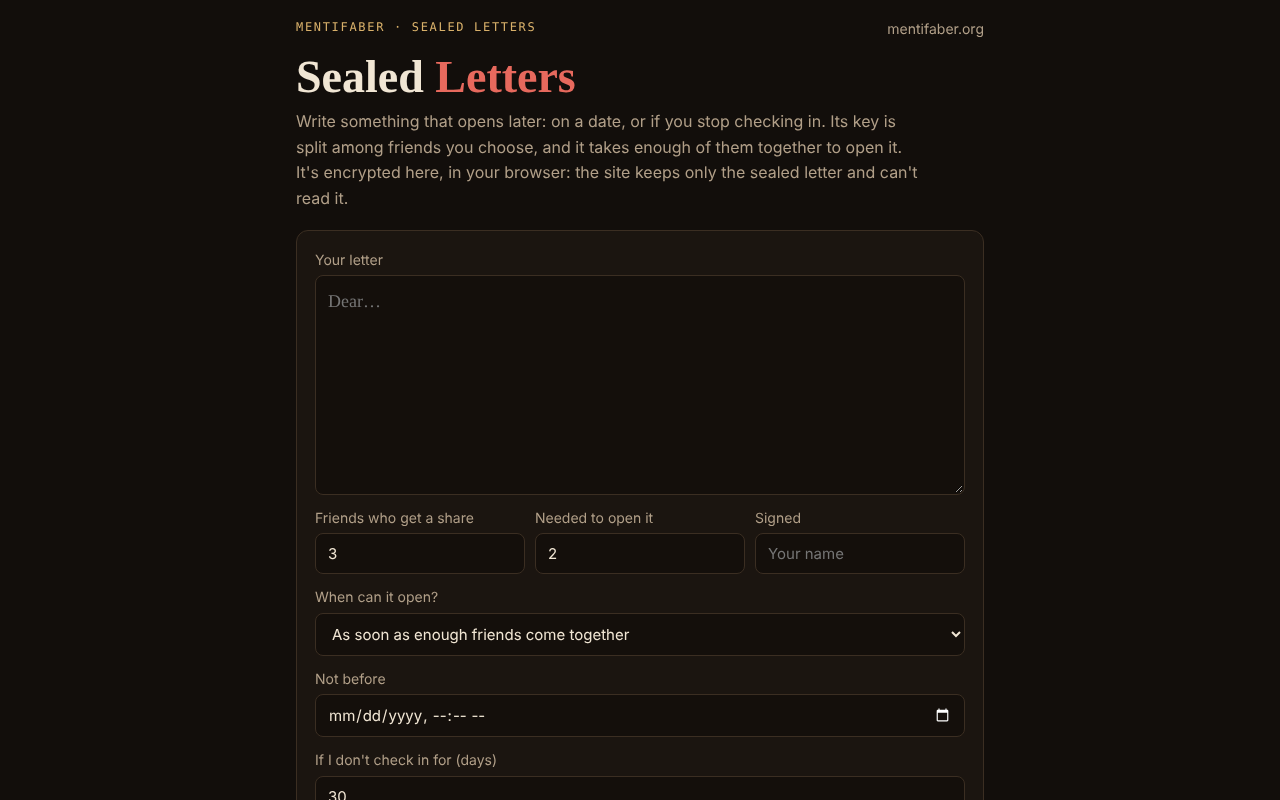 MENTIFABER · SEALED LETTERS
mentifaber.org
Sealed Letters
Write something that opens later: on a date, or if you stop checking in. Its key is
split among friends you choose, and it takes enough of them together to open it.
It's encrypted here, in your browser: the site keeps only the sealed letter and can't
read it.
Your letter
Dear…
Friends who get a share
Needed to open it
Signed
3
2
Your name
When can it open?
As soon as enough friends come together
Not before
mm/dd/yyyy, --:-- --
If I don't check in for (days)
30